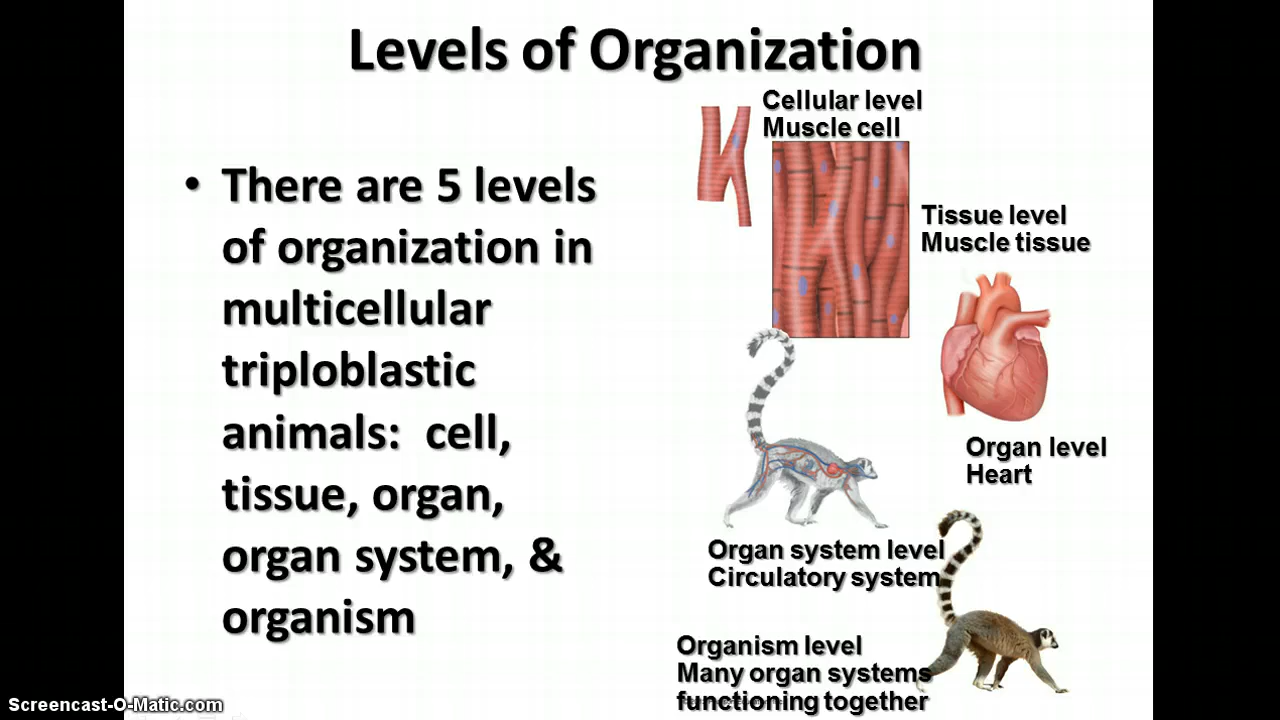 Levels of Organization
• There are 5 levels
of organization in
multicellular
triploblastic
animals: cell,
tissue, organ,
organ system, &
organism
Cellular level
Muscle cell
Tissue level
Muscle tissue
Organ level
Heart
Organ system level
Circulatory system
Organism level
Many organ systems
functioning together
Screencast-O-Matic.com